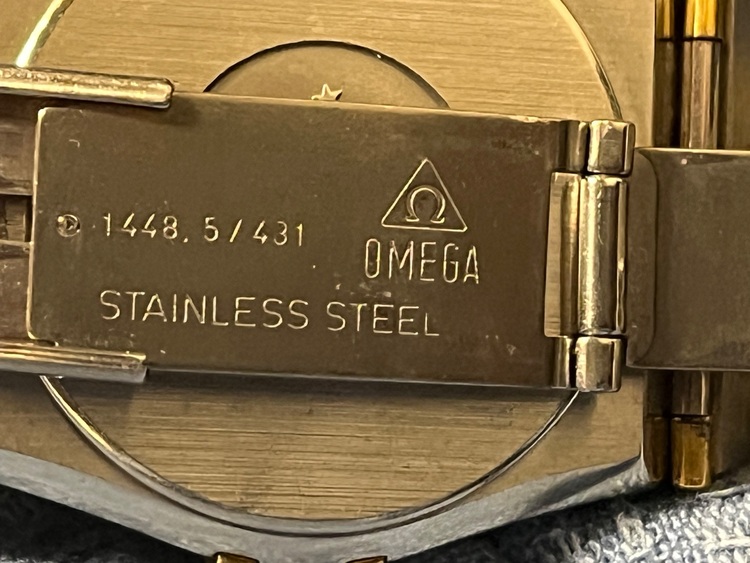 Ω
1448.5/431
OMEGA
STAINLESS STEEL